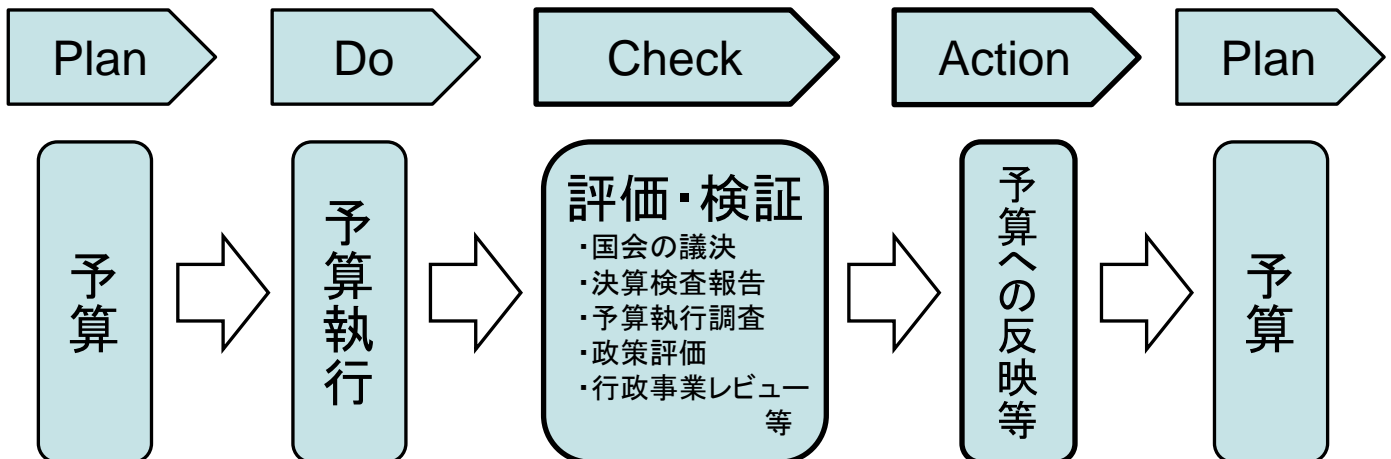 Plan
Do
Check
Action
Plan
予算
予算執行
評価・検証
・国会の議決
・決算検査報告
・予算執行調査
・政策評価
・行政事業レビュー
等
予算への反映等
予算